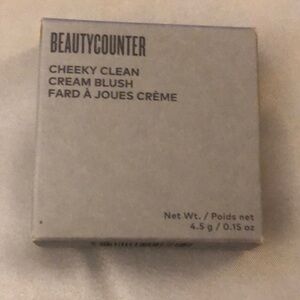 BEAUTYCOUNTER
CHEEKY CLEAN
CREAM BLUSH
FARD À JOUES CRÈME
Net Wt. / Poids net
4.5 g / 0.15 oz